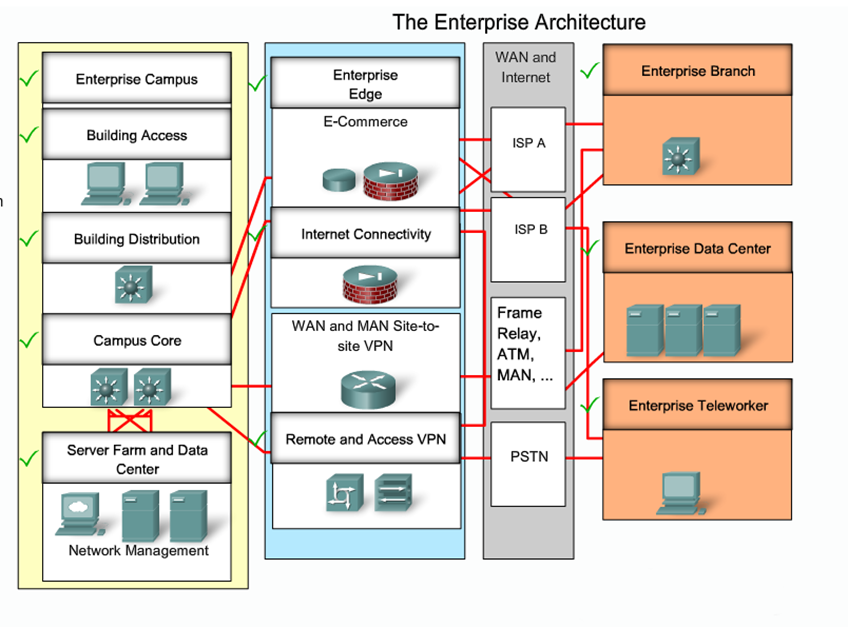 The Enterprise Architecture
Enterprise Campus
Building Access
Building Distribution
Campus Core
Server Farm and Data
Center
Network Management
Enterprise
Edge
E-Commerce
Internet Connectivity
WAN and MAN Site-to-
site VPN
Remote and Access VPN
WAN and
Internet
ISP A
ISP B
Frame
Relay,
ATM,
MAN, ...
PSTN
Enterprise Branch
Enterprise Data Center
Enterprise Teleworker